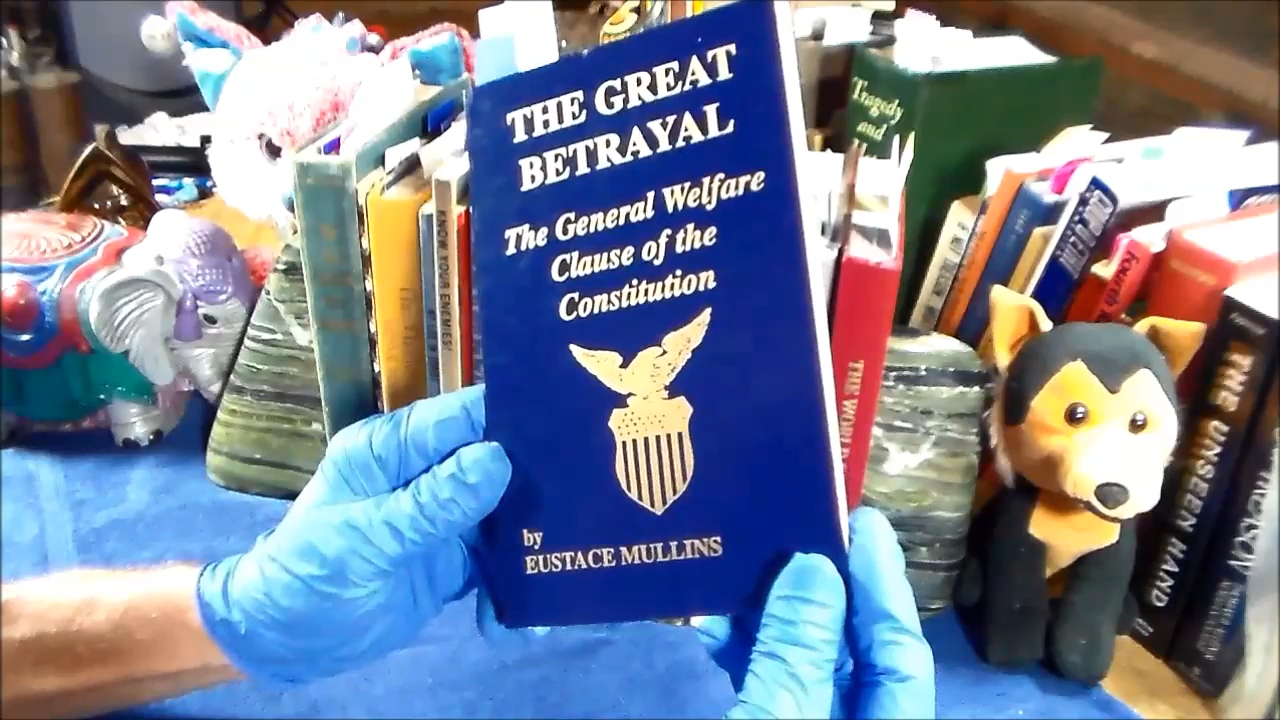 THE GREAT
BETRAYAL
The General Welfare
Clause of the
Constitution
by
EUSTACE MULLINS
Tragedy
and
KNOW YOUR ENEMIES!
THE WORLD
Fourth
THE UNSEEN HAND